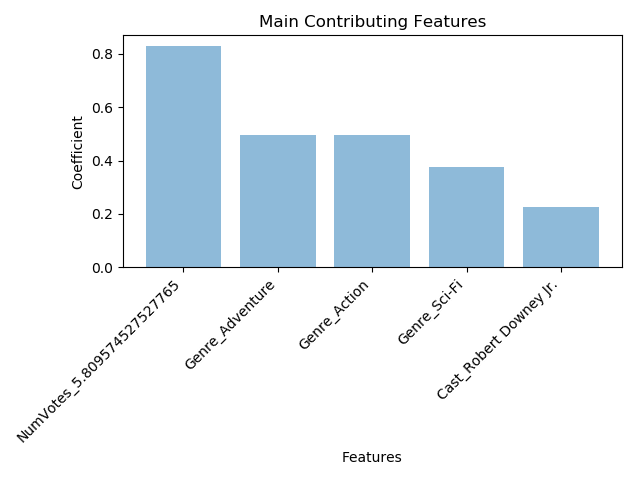 Main Contributing Features
Coefficient
0.8
0.6
0.4
0.2
0.0
NumVotes_5.809574527527765
Genre_Adventure
Genre_Action
Genre_Sci-Fi
Cast_Robert Downey Jr.
Features